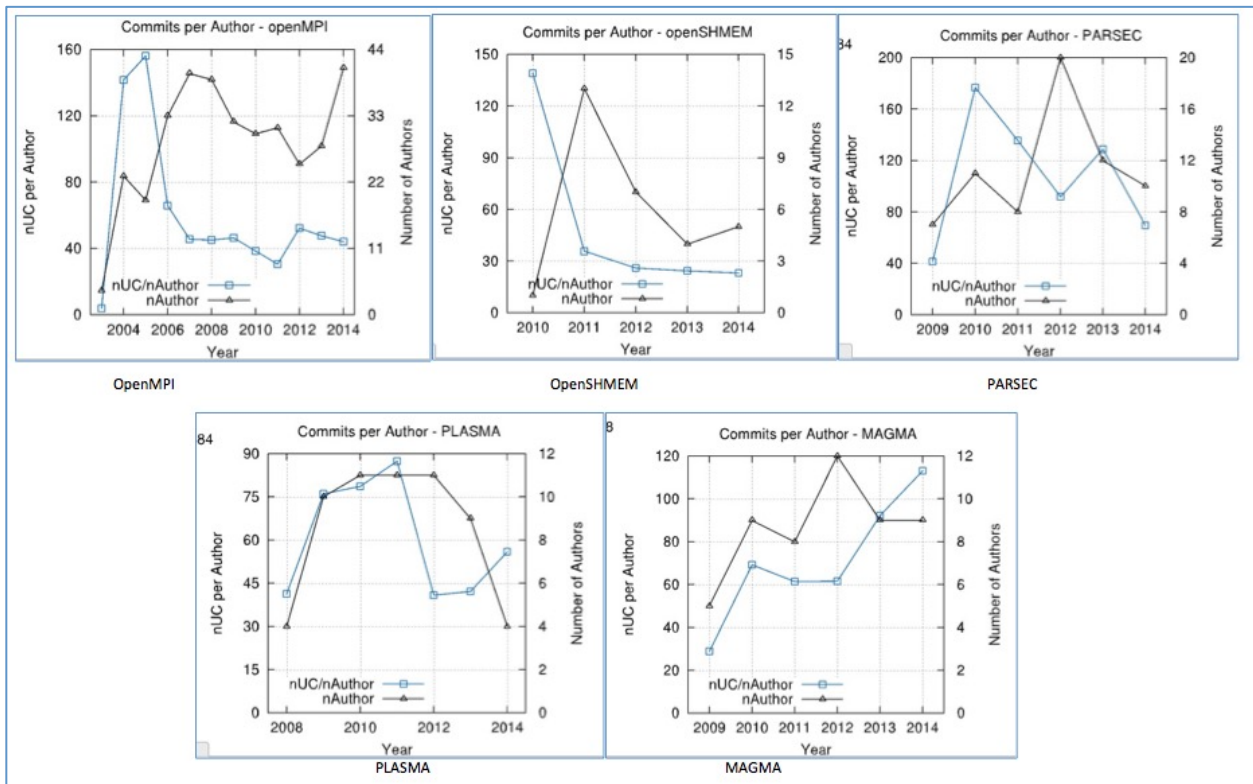 Commits per Author - openMPI
160
120
80
40
0
44
33
22
11
0
nUC per Author
Number of Authors
nUC/nAuthor
nAuthor
2004 2006 2008 2010 2012 2014
Year
OpenMPI
Commits per Author - openSHMEM
150
120
90
60
30
0
15
12
9
6
3
0
nUC per Author
Number of Authors
nUC/nAuthor
nAuthor
2010 2011 2012 2013 2014
Year
OpenSHMEM
84
Commits per Author - PARSEC
200
160
120
80
40
0
20
16
12
8
4
0
nUC per Author
Number of Authors
nUC/nAuthor
nAuthor
2009 2010 2011 2012 2013 2014
Year
PARSEC
84
Commits per Author - PLASMA
90
75
60
45
30
15
0
12
10
8
6
4
2
0
nUC per Author
Number of Authors
nUC/nAuthor
nAuthor
2008 2010 2012 2014
Year
PLASMA
8
Commits per Author - MAGMA
120
100
80
60
40
20
0
12
10
8
6
4
2
0
nUC per Author
Number of Authors
nUC/nAuthor
nAuthor
2009 2010 2011 2012 2013 2014
Year
MAGMA